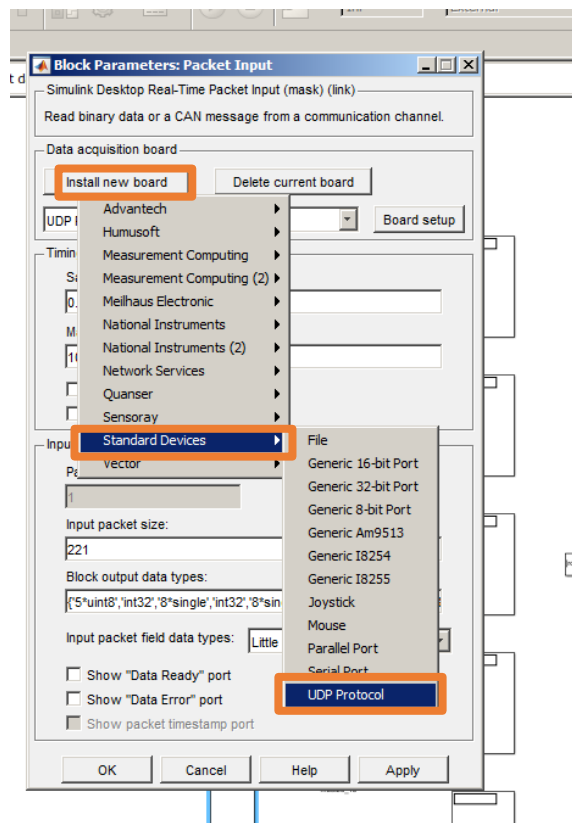 Block Parameters: Packet Input
Simulink Desktop Real-Time Packet Input (mask) (link)
Read binary data or a CAN message from a communication channel.
Data acquisition board
Install new board
Delete current board
Board setup
Advantech
Humusoft
Measurement Computing
Measurement Computing (2)
Meilhaus Electronic
National Instruments
National Instruments (2)
Network Services
Quanser
Sensoray
Standard Devices
Vector
File
Generic 16-bit Port
Generic 32-bit Port
Generic 8-bit Port
Generic Am9513
Generic I8254
Generic I8255
Joystick
Mouse
Parallel Port
Serial Port
UDP Protocol
1
Input packet size:
221
Block output data types:
{'5*uint8','int32','8*single','int32','8*sin
Input packet field data types:
Little
Show "Data Ready" port
Show "Data Error" port
Show packet timestamp port
OK
Cancel
Help
Apply